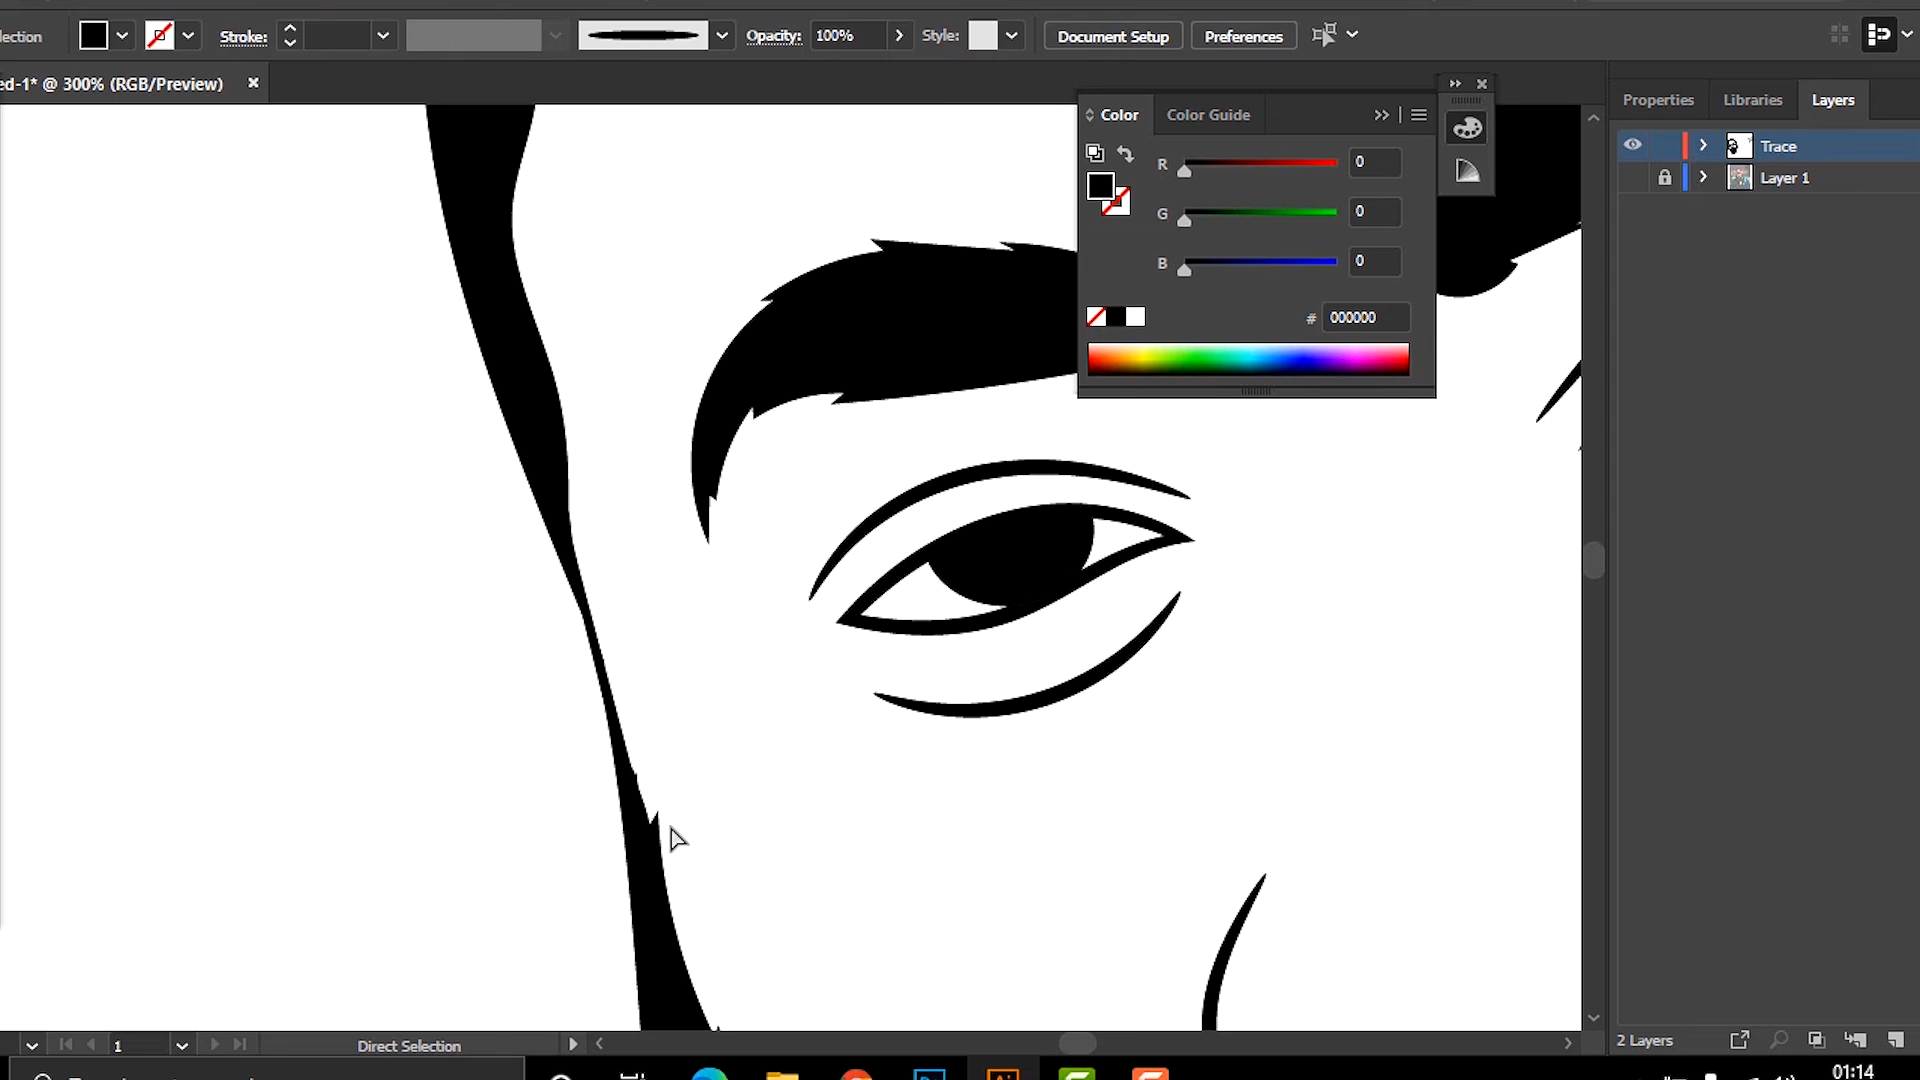 lection Stroke: Opacity: 100% Style: Document Setup Preferences
ed-1* @ 300% (RGB/Preview)
Color Color Guide
R 0
G 0
B 0
# 000000
Properties Libraries Layers
Trace
Layer 1
1 Direct Selection
2 Layers
01:14